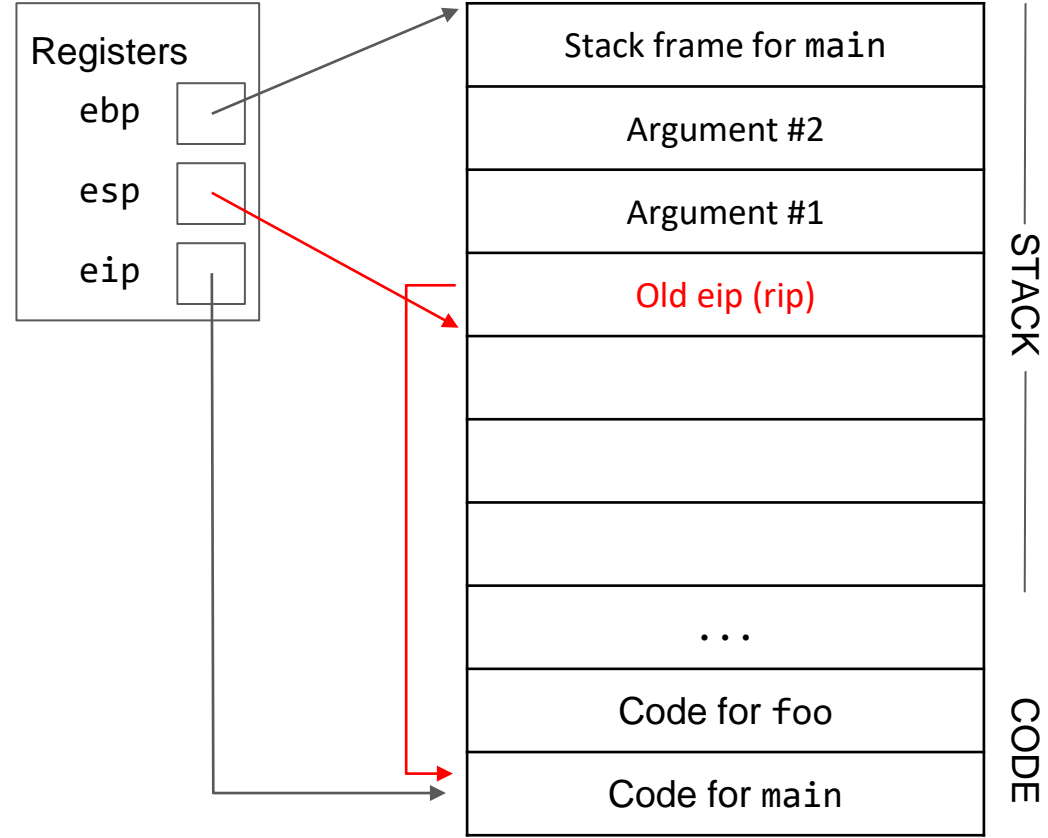 Registers
ebp
esp
eip
Stack frame for main
Argument #2
Argument #1
Old eip (rip)
...
Code for foo
Code for main
STACK
CODE